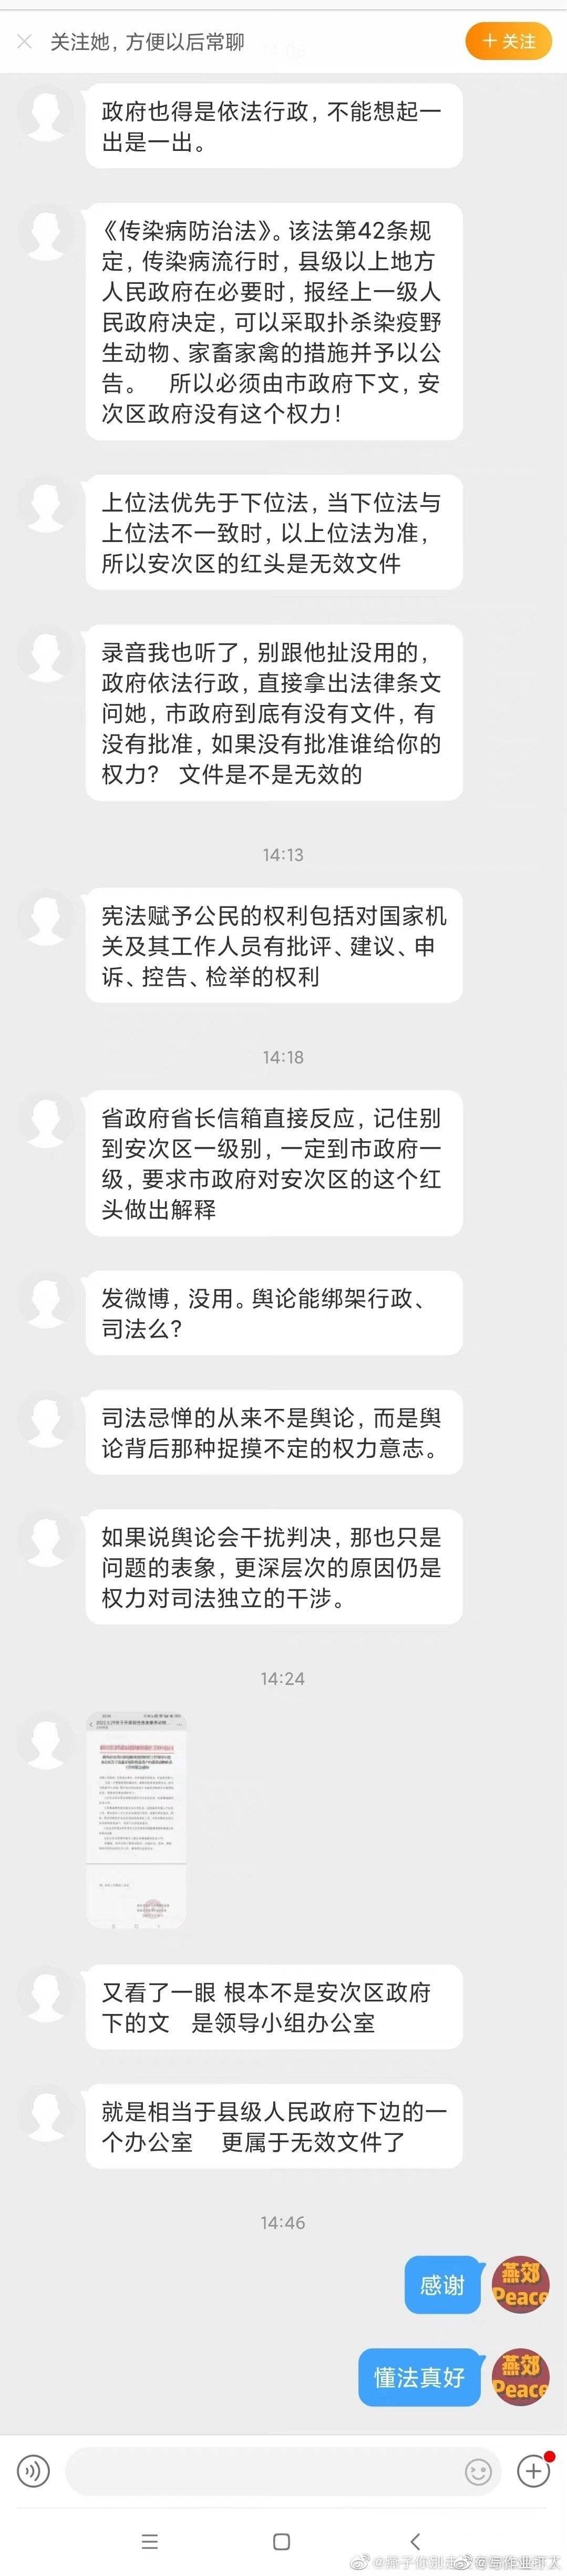 关注她，方便以后常聊
+ 关注
政府也得是依法行政，不能想起一
出是一出。
《传染病防治法》。该法第42条规
定，传染病流行时，县级以上地方
人民政府在必要时，报经上一级人
民政府决定，可以采取扑杀染疫野
生动物、家畜家禽的措施并予以公
告。 所以必须由市政府下文，安
次区政府没有这个权力！
上位法优先于下位法，当下位法与
上位法不一致时，以上位法为准，
所以安次区的红头是无效文件
录音我也听了，别跟他扯没用的，
政府依法行政，直接拿出法律条文
问她，市政府到底有没有文件，有
没有批准，如果没有批准谁给你的
权力？ 文件是不是无效的
14:13
宪法赋予公民的权利包括对国家机
关及其工作人员有批评、建议、申
诉、控告、检举的权利
14:18
省政府省长信箱直接反应，记住别
到安次区一级别，一定到市政府一
级，要求市政府对安次区的这个红
头做出解释
发微博，没用。舆论能绑架行政、
司法么？
司法忌惮的从来不是舆论，而是舆
论背后那种捉摸不定的权力意志。
如果说舆论会干扰判决，那也只是
问题的表象，更深层次的原因仍是
权力对司法独立的干涉。
14:24
又看了一眼 根本不是安次区政府
下的文 是领导小组办公室
就是相当于县级人民政府下边的一
个办公室 更属于无效文件了
14:46
感谢
燕郊
Peace
懂法真好
燕郊
Peace